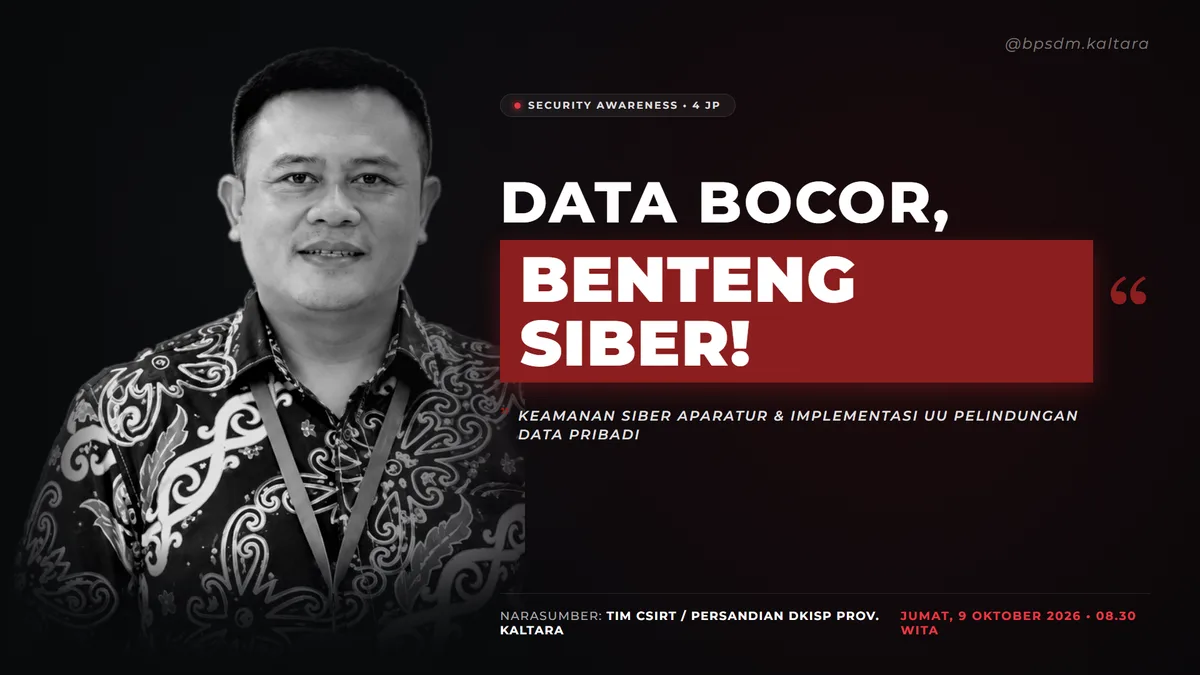 @bpsdm.kaltara
SECURITY AWARENESS • 4 JP
DATA BOCOR,
BENTENG
SIBER!
“
KEAMANAN SIBER APARATUR & IMPLEMENTASI UU PELINDUNGAN
DATA PRIBADI
NARASUMBER: TIM CSIRT / PERSANDIAN DKISP PROV.
KALTARA
JUMAT, 9 OKTOBER 2026 • 08.30
WITA